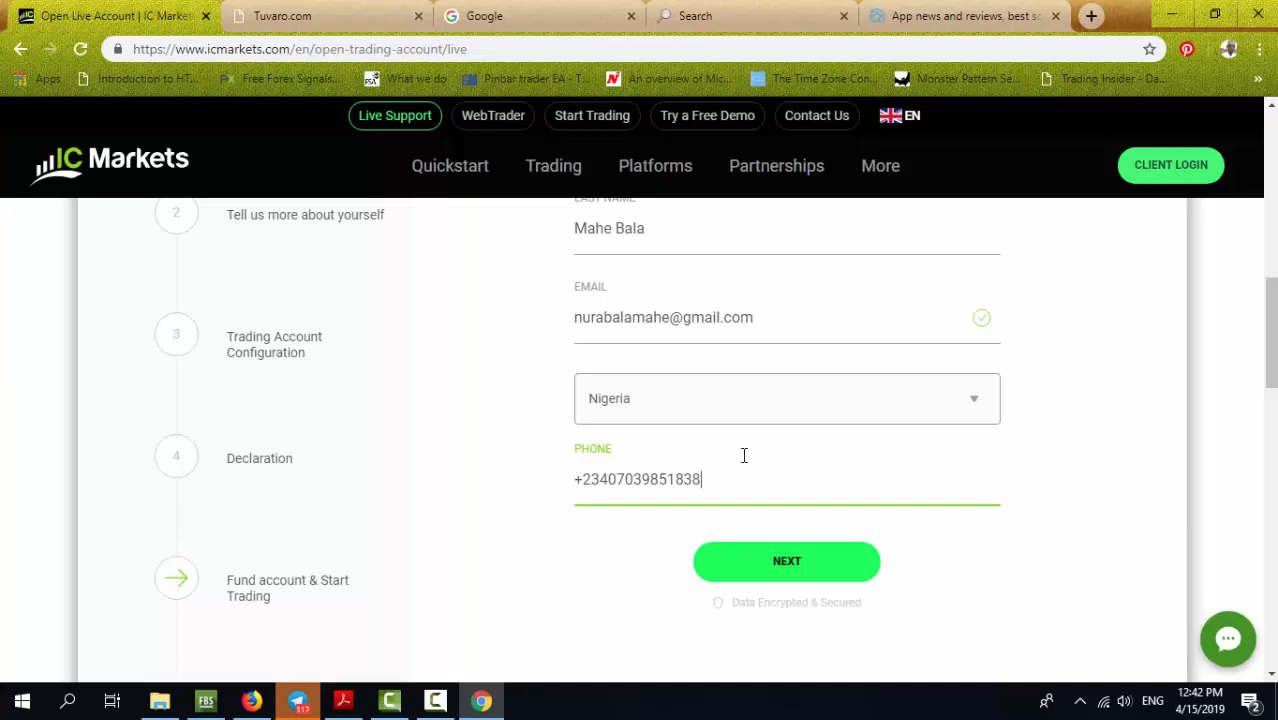 Open Live Account | IC Markets
Tuvaro.com
Google
Search
App news and reviews, best so
https://www.icmarkets.com/en/open-trading-account/live
Apps
Introduction to HT...
Free Forex Signals...
What we do
Pinbar trader EA - T...
An overview of Mic...
The Time Zone Con...
Monster Pattern Se...
Trading Insider - Da...
»
Live Support
WebTrader
Start Trading
Try a Free Demo
Contact Us
EN
IC Markets
Quickstart
Trading
Platforms
Partnerships
More
CLIENT LOGIN
2
Tell us more about yourself
3
Trading Account
Configuration
4
Declaration
Fund account & Start
Trading
LAST NAME
Mahe Bala
EMAIL
nurabalamahe@gmail.com
Nigeria
PHONE
+23407039851838
NEXT
Data Encrypted & Secured
FBS
517
ENG
12:42 PM
4/15/2019
2